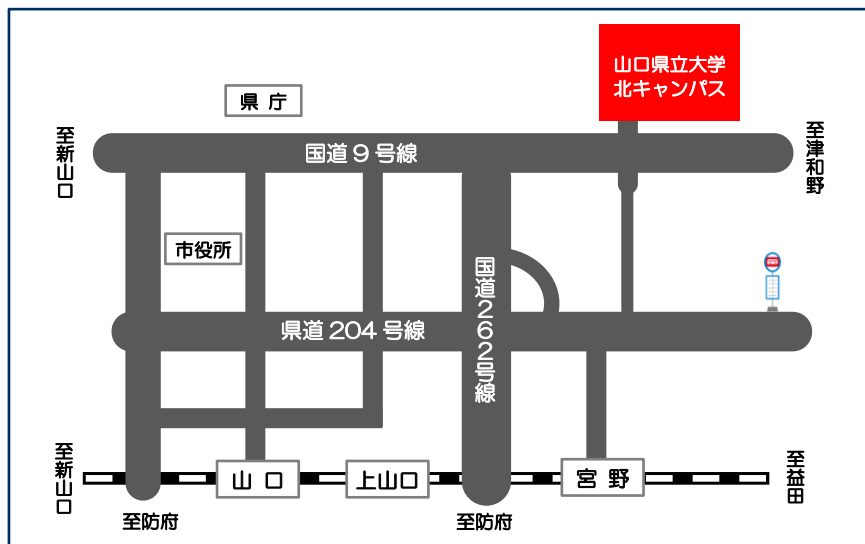 山口県立大学
北キャンパス
県庁
至新山口
国道9号線
至津和野
市役所
国道262号線
県道204号線
至新山口
山口
上山口
宮野
至益田
至防府
至防府